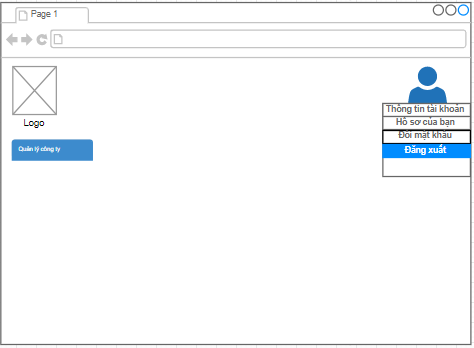 Page 1
Logo
Quản lý công ty
Thông tin tài khoản
Hồ sơ của bạn
Đổi mật khẩu
Đăng xuất